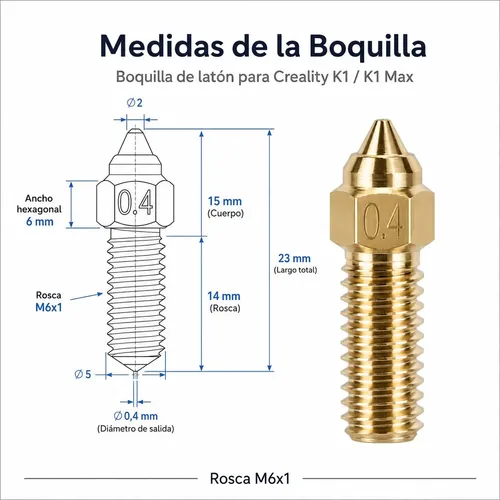 Medidas de la Boquilla
Boquilla de latón para Creality K1 / K1 Max
Ø2
Ancho
hexagonal
6 mm
0.4
15 mm
(Cuerpo)
0.4
23 mm
(Largo total)
Rosca
M6x1
14 mm
(Rosca)
Ø5
Ø0,4 mm
(Diámetro de salida)
Rosca M6x1